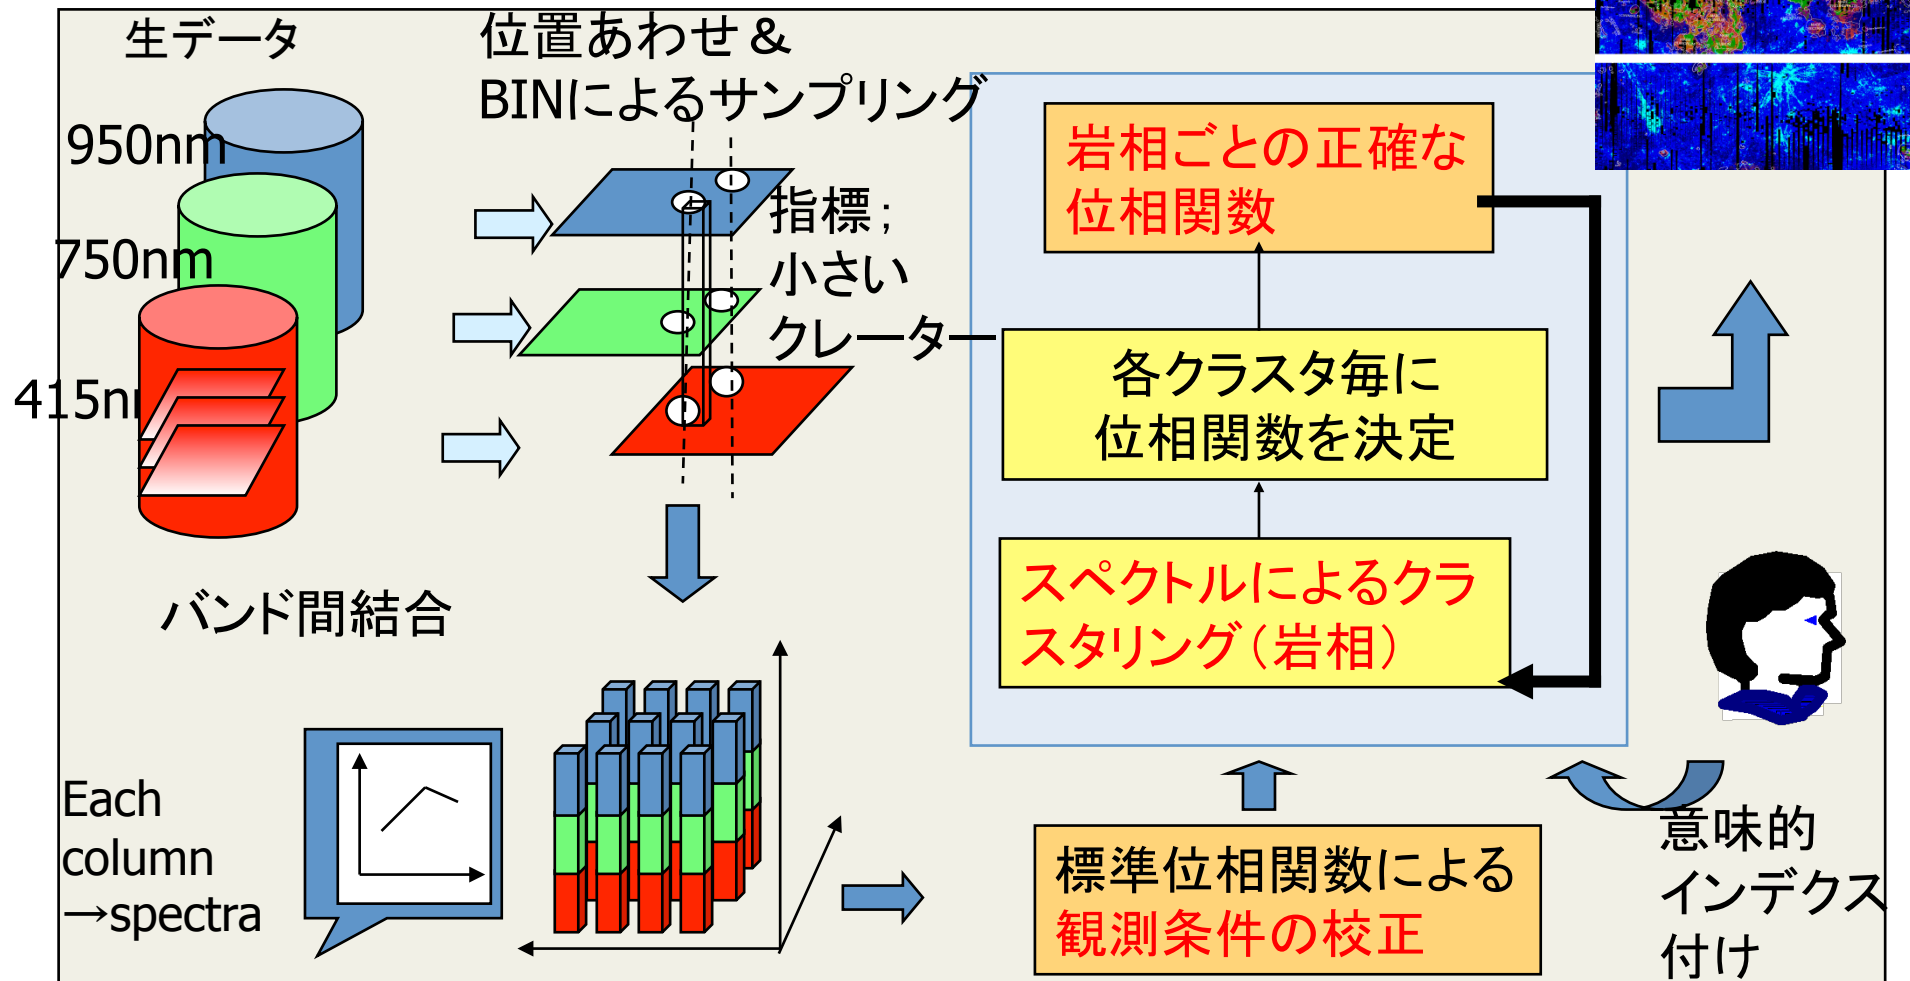 生データ
位置あわせ＆
BINによるサンプリング
950nm
750nm
415n
指標；
小さい
クレーター
バンド間結合
Each
column
→spectra
岩相ごとの正確な
位相関数
各クラスタ毎に
位相関数を決定
スペクトルによるクラ
スタリング（岩相）
標準位相関数による
観測条件の校正
意味的
インデクス
付け